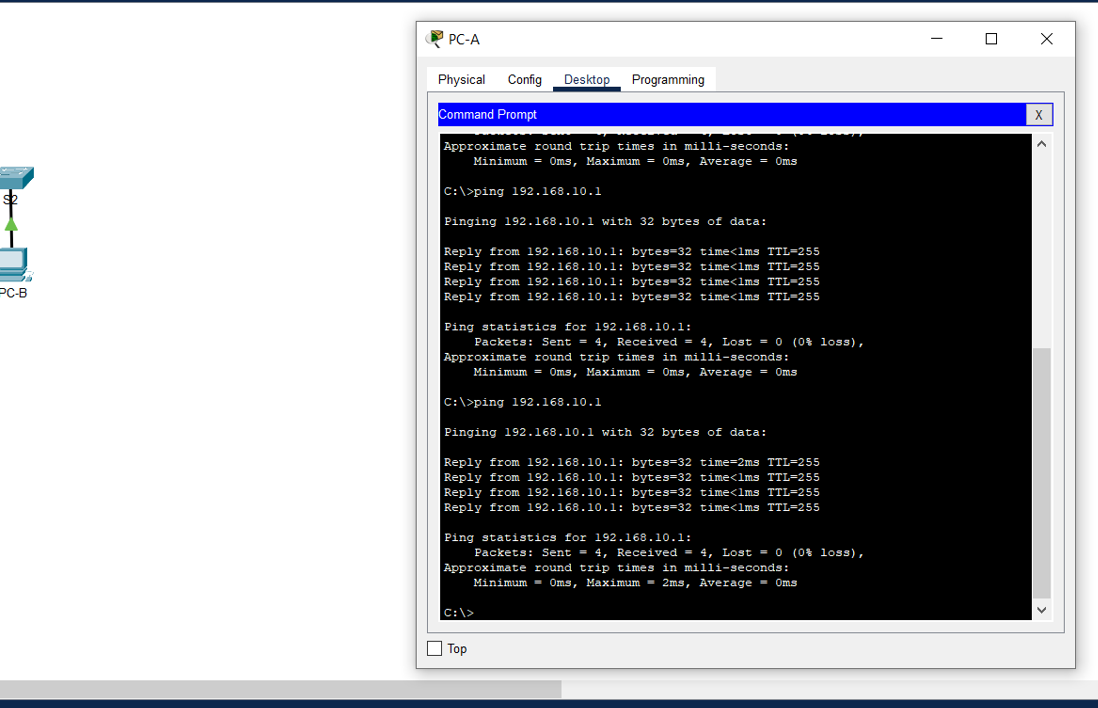 PC-A
Physical Config Desktop Programming
Command Prompt X
Approximate round trip times in milli-seconds:
Minimum = 0ms, Maximum = 0ms, Average = 0ms
C:\>ping 192.168.10.1
Pinging 192.168.10.1 with 32 bytes of data:
Reply from 192.168.10.1: bytes=32 time<1ms TTL=255
Reply from 192.168.10.1: bytes=32 time<1ms TTL=255
Reply from 192.168.10.1: bytes=32 time<1ms TTL=255
Reply from 192.168.10.1: bytes=32 time<1ms TTL=255
Ping statistics for 192.168.10.1:
Packets: Sent = 4, Received = 4, Lost = 0 (0% loss),
Approximate round trip times in milli-seconds:
Minimum = 0ms, Maximum = 0ms, Average = 0ms
C:\>ping 192.168.10.1
Pinging 192.168.10.1 with 32 bytes of data:
Reply from 192.168.10.1: bytes=32 time=2ms TTL=255
Reply from 192.168.10.1: bytes=32 time<1ms TTL=255
Reply from 192.168.10.1: bytes=32 time<1ms TTL=255
Reply from 192.168.10.1: bytes=32 time<1ms TTL=255
Ping statistics for 192.168.10.1:
Packets: Sent = 4, Received = 4, Lost = 0 (0% loss),
Approximate round trip times in milli-seconds:
Minimum = 0ms, Maximum = 2ms, Average = 0ms
C:\>
Top
S2
PC-B